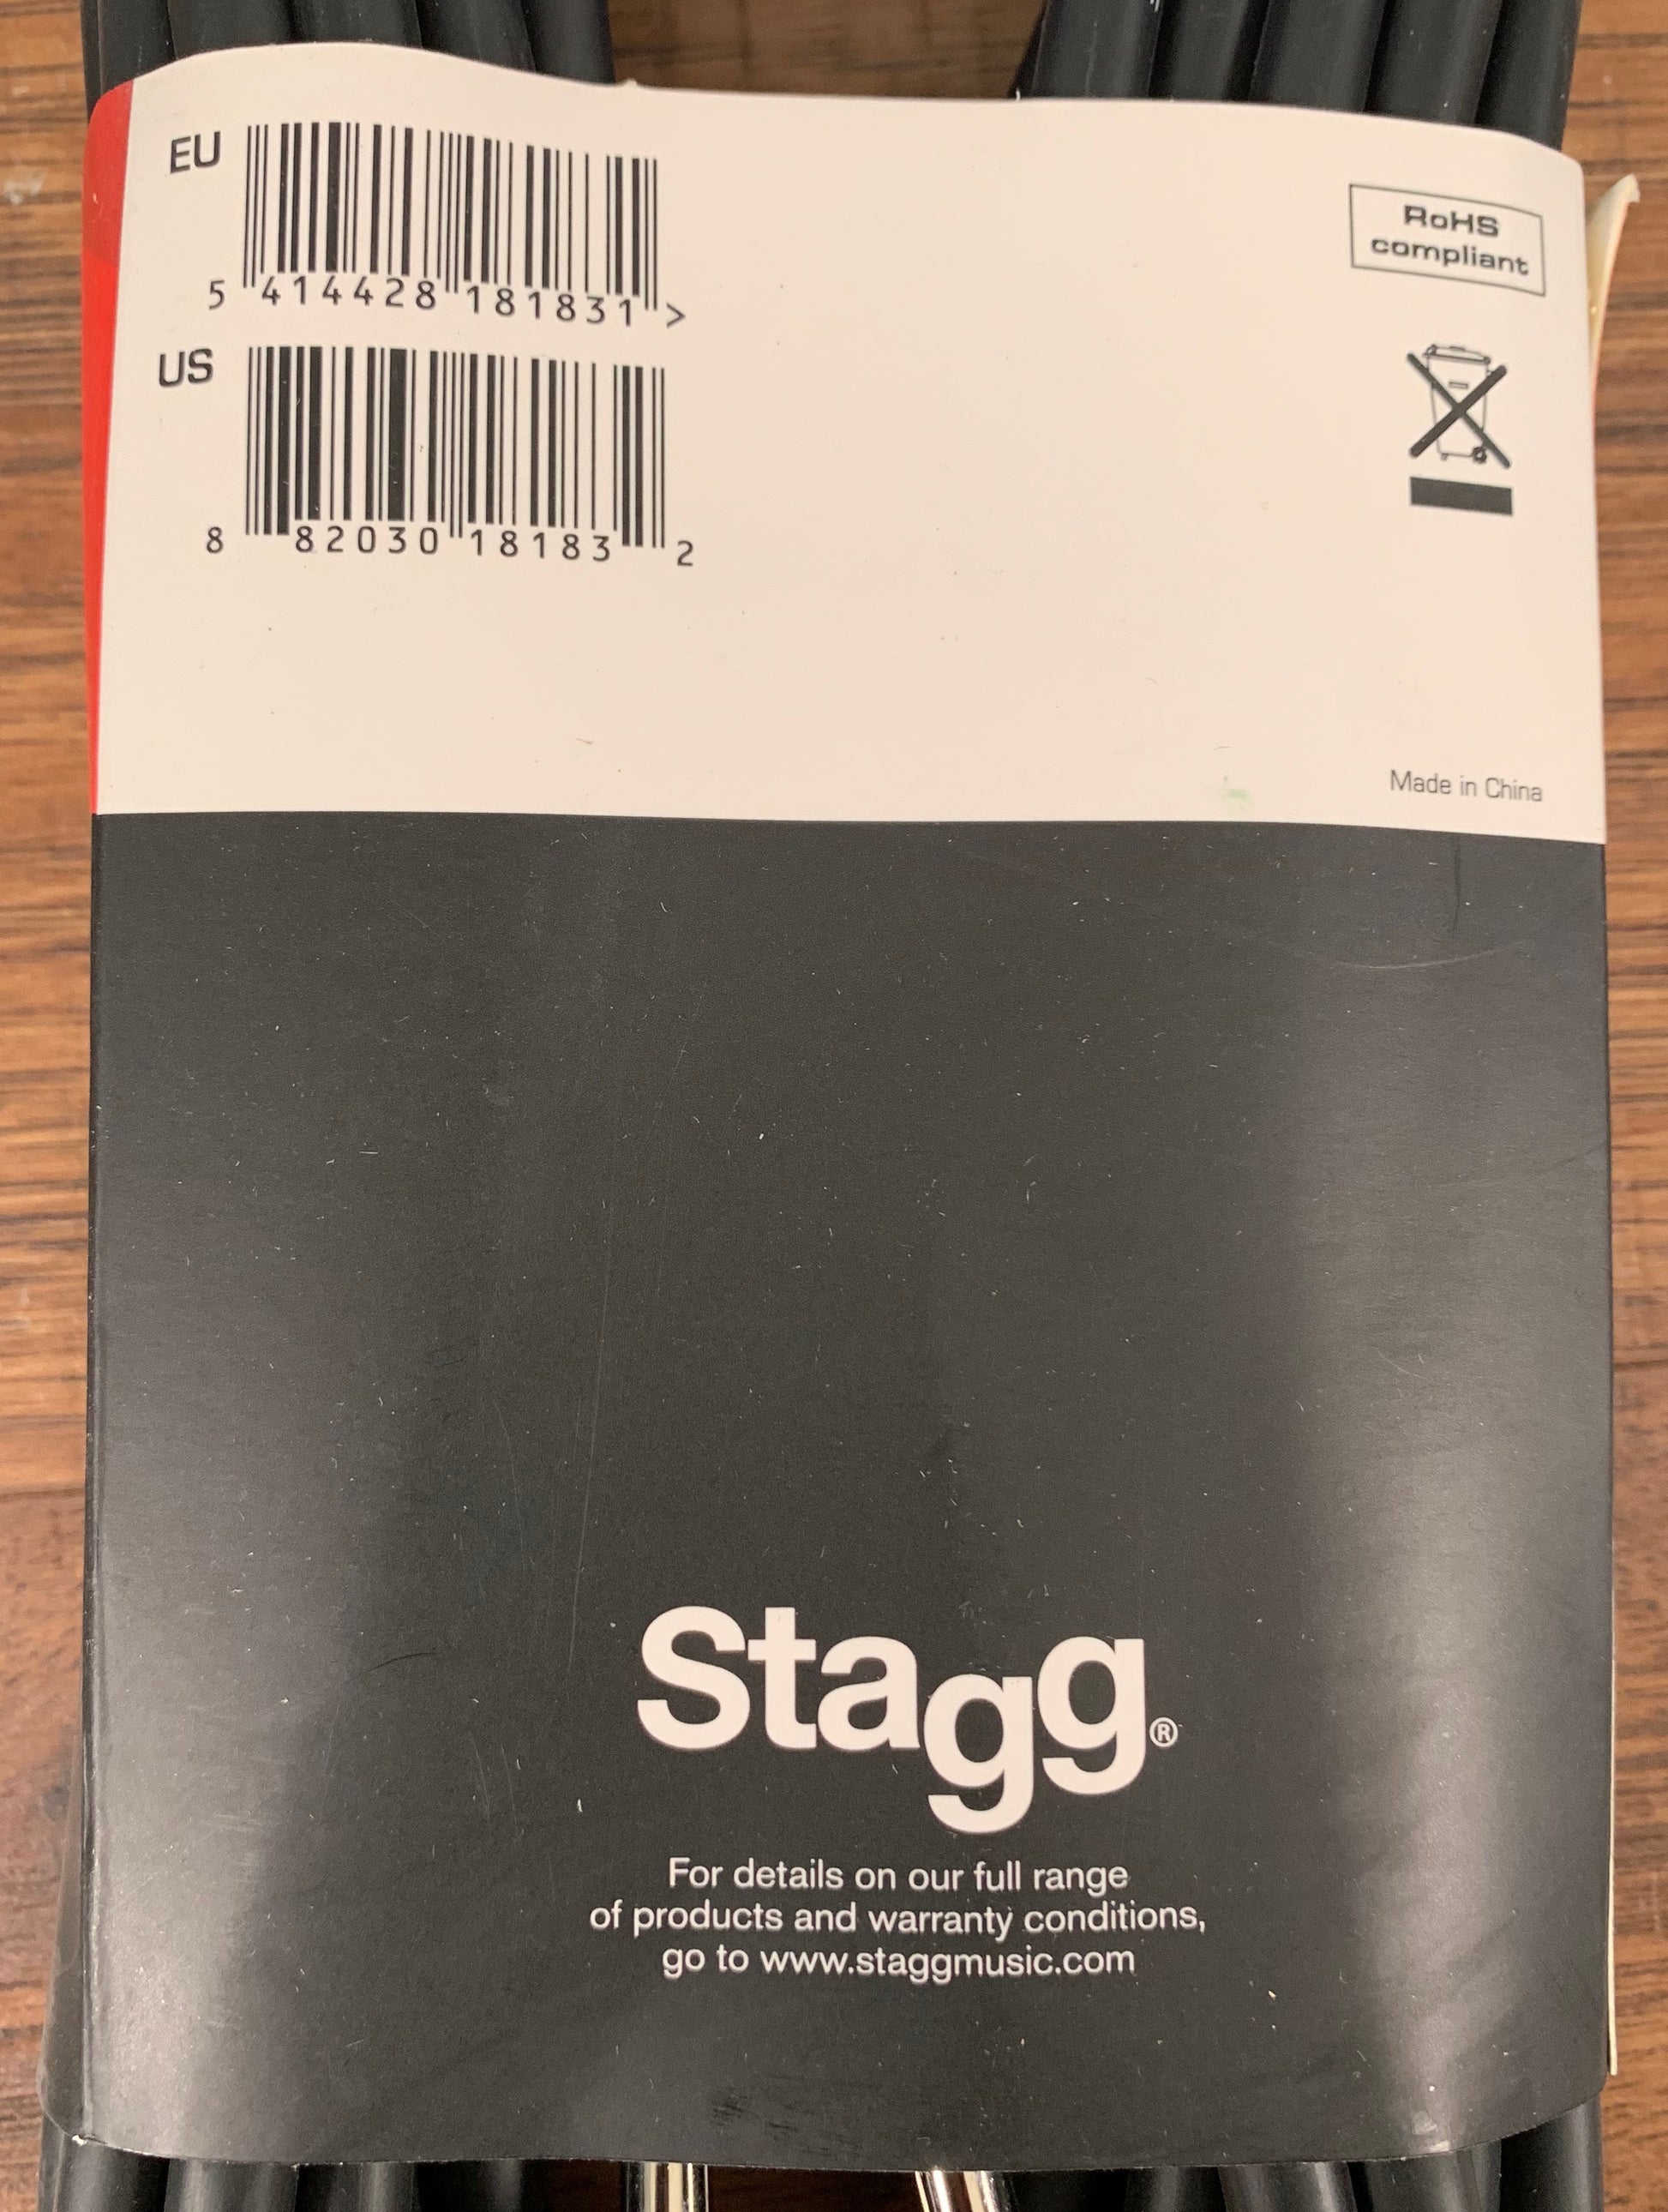 EU
5 414428 181831 >
US
8 82030 18183 2
RoHS
compliant
Made in China
Stagg®
For details on our full range
of products and warranty conditions,
go to www.staggmusic.com